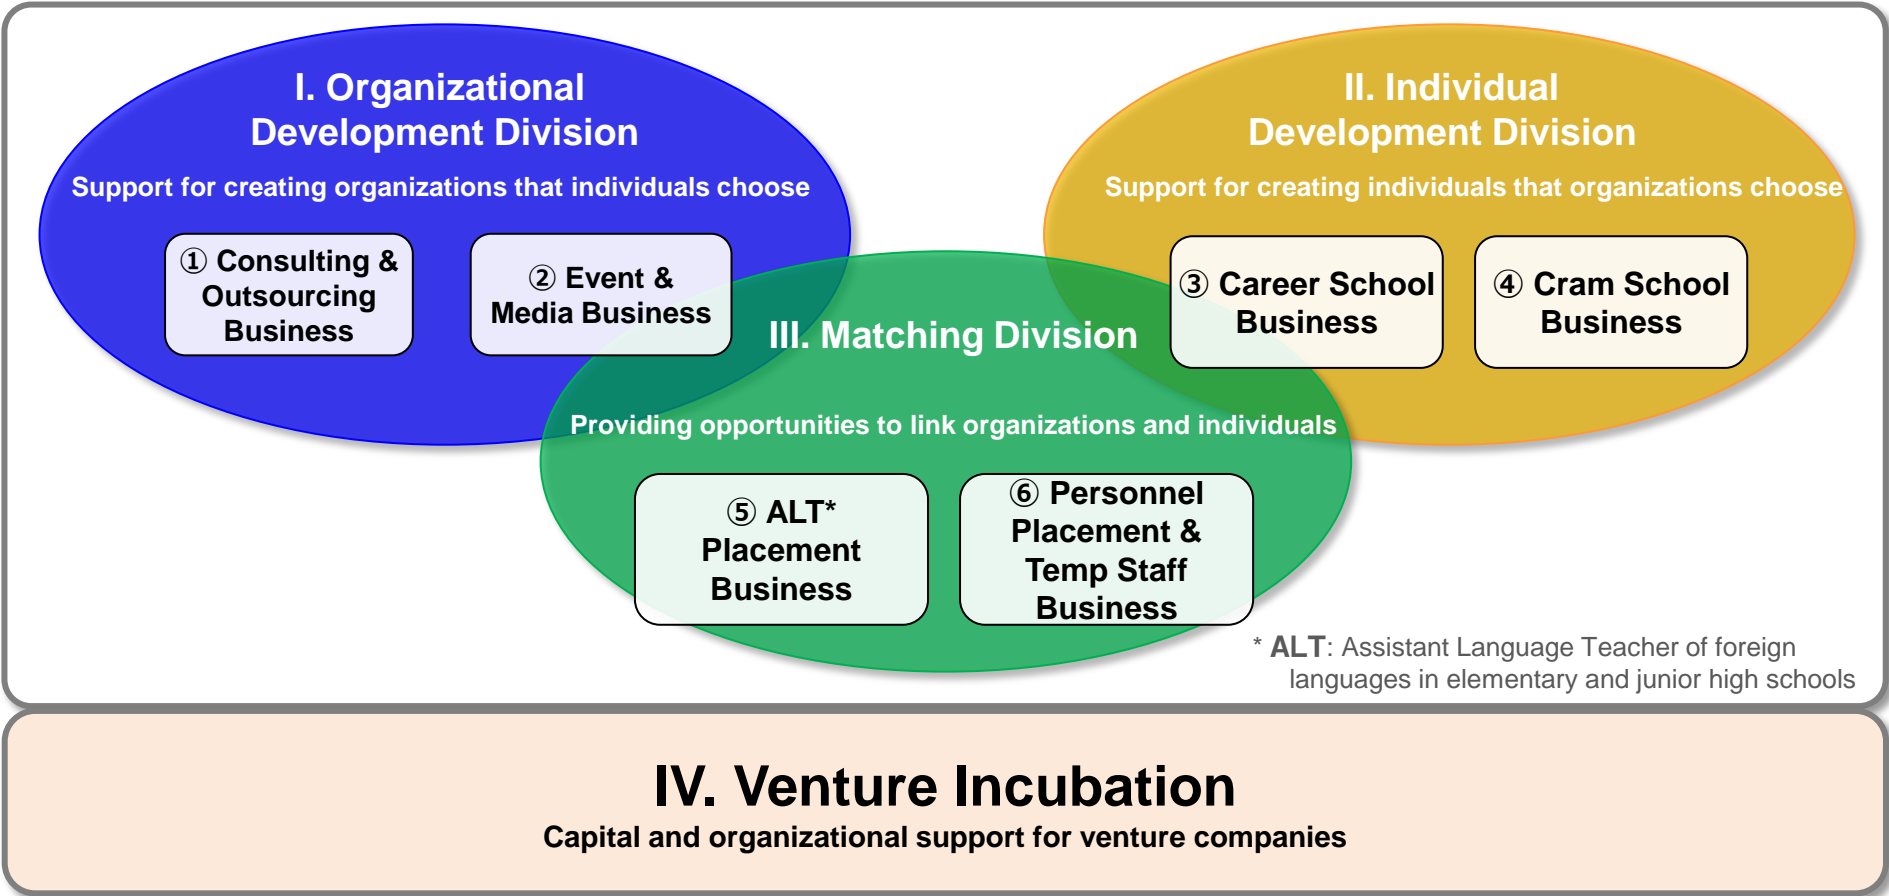 I. Organizational
Development Division
Support for creating organizations that individuals choose
① Consulting &
Outsourcing
Business
② Event &
Media Business
II. Individual
Development Division
Support for creating individuals that organizations choose
③ Career School
Business
④ Cram School
Business
III. Matching Division
Providing opportunities to link organizations and individuals
⑤ ALT*
Placement
Business
⑥ Personnel
Placement &
Temp Staff
Business
* ALT: Assistant Language Teacher of foreign
languages in elementary and junior high schools
IV. Venture Incubation
Capital and organizational support for venture companies